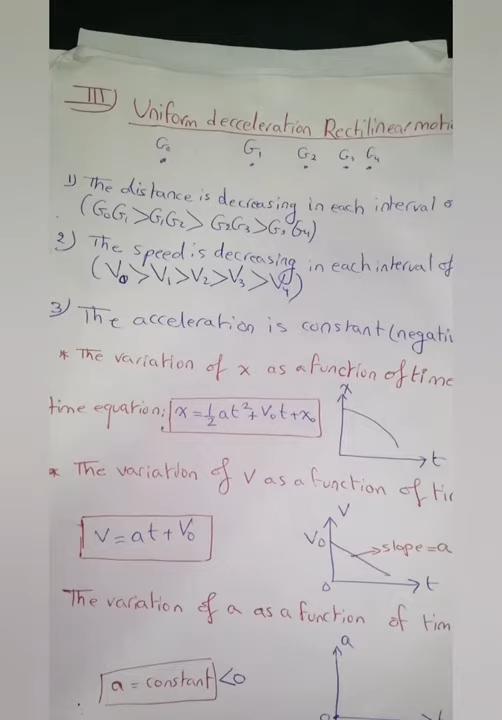 III) Uniform decceleration Rectilinear moti
G₀ G₁ G₂ G₃ G₄
1) The distance is decreasing in each interval o
(G₀G₁>G₁G₂> G₂G₃>G₃G₄)
2) The speed is decreasing in each interval of
(V₀>V₁>V₂>V₃>V₄)
3) The acceleration is constant (negati
* The variation of x as a function of time
time equation: x = ½at²+V₀t+x₀
x
t
* The variation of V as a function of ti
V = at + V₀
V
V₀
slope = a
0
t
The variation of a as a function of tim
a = constant <0
a